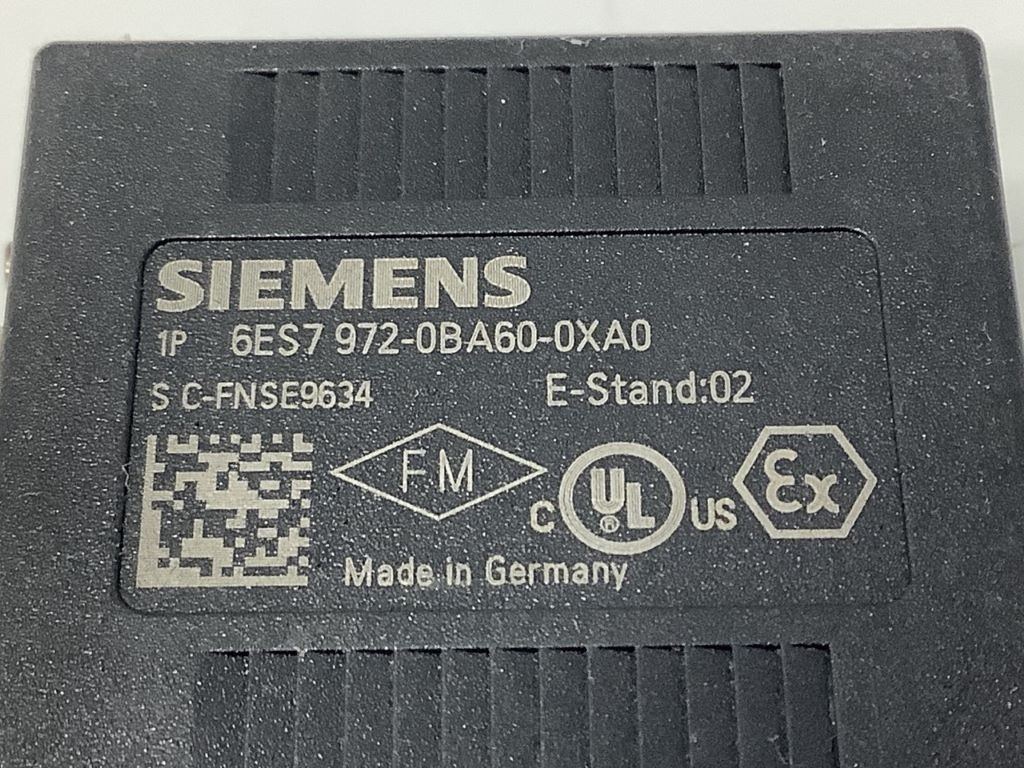 SIEMENS
1P 6ES7 972-0BA60-0XA0
S C-FNSE9634 E-Stand:02
FM C UL® US Ex
Made in Germany